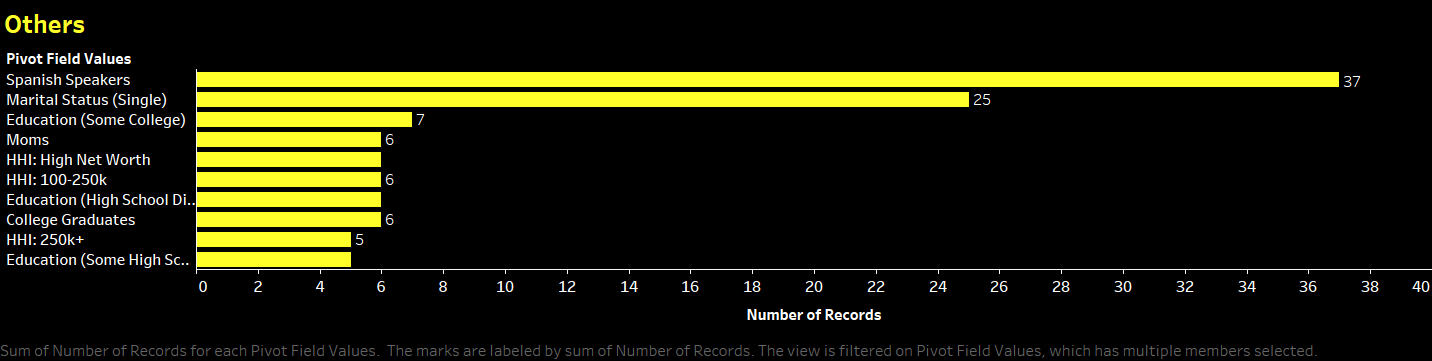 Others
Pivot Field Values
Spanish Speakers 37
Marital Status (Single) 25
Education (Some College) 7
Moms 6
HHI: High Net Worth
HHI: 100-250k 6
Education (High School Di..
College Graduates 6
HHI: 250k+ 5
Education (Some High Sc..
0 2 4 6 8 10 12 14 16 18 20 22 24 26 28 30 32 34 36 38 40
Number of Records
Sum of Number of Records for each Pivot Field Values. The marks are labeled by sum of Number of Records. The view is filtered on Pivot Field Values, which has multiple members selected.